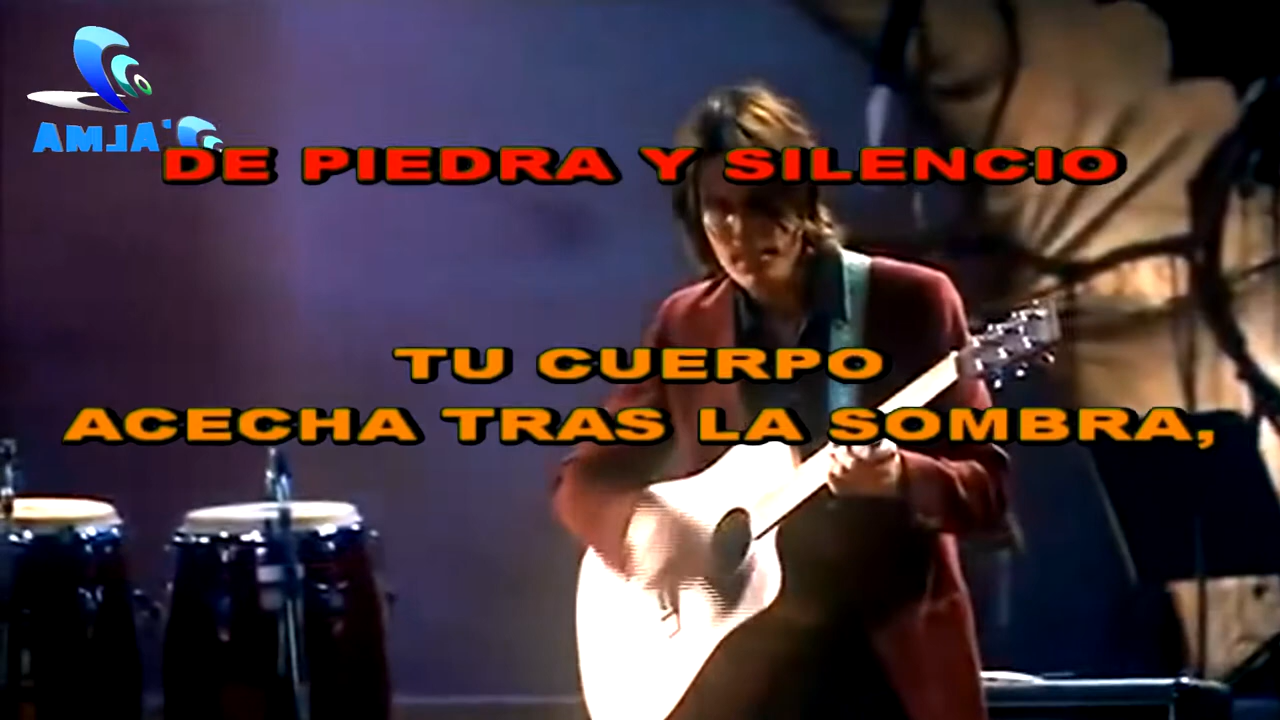 AMJA'
DE PIEDRA Y SILENCIO
TU CUERPO
ACECHA TRAS LA SOMBRA,